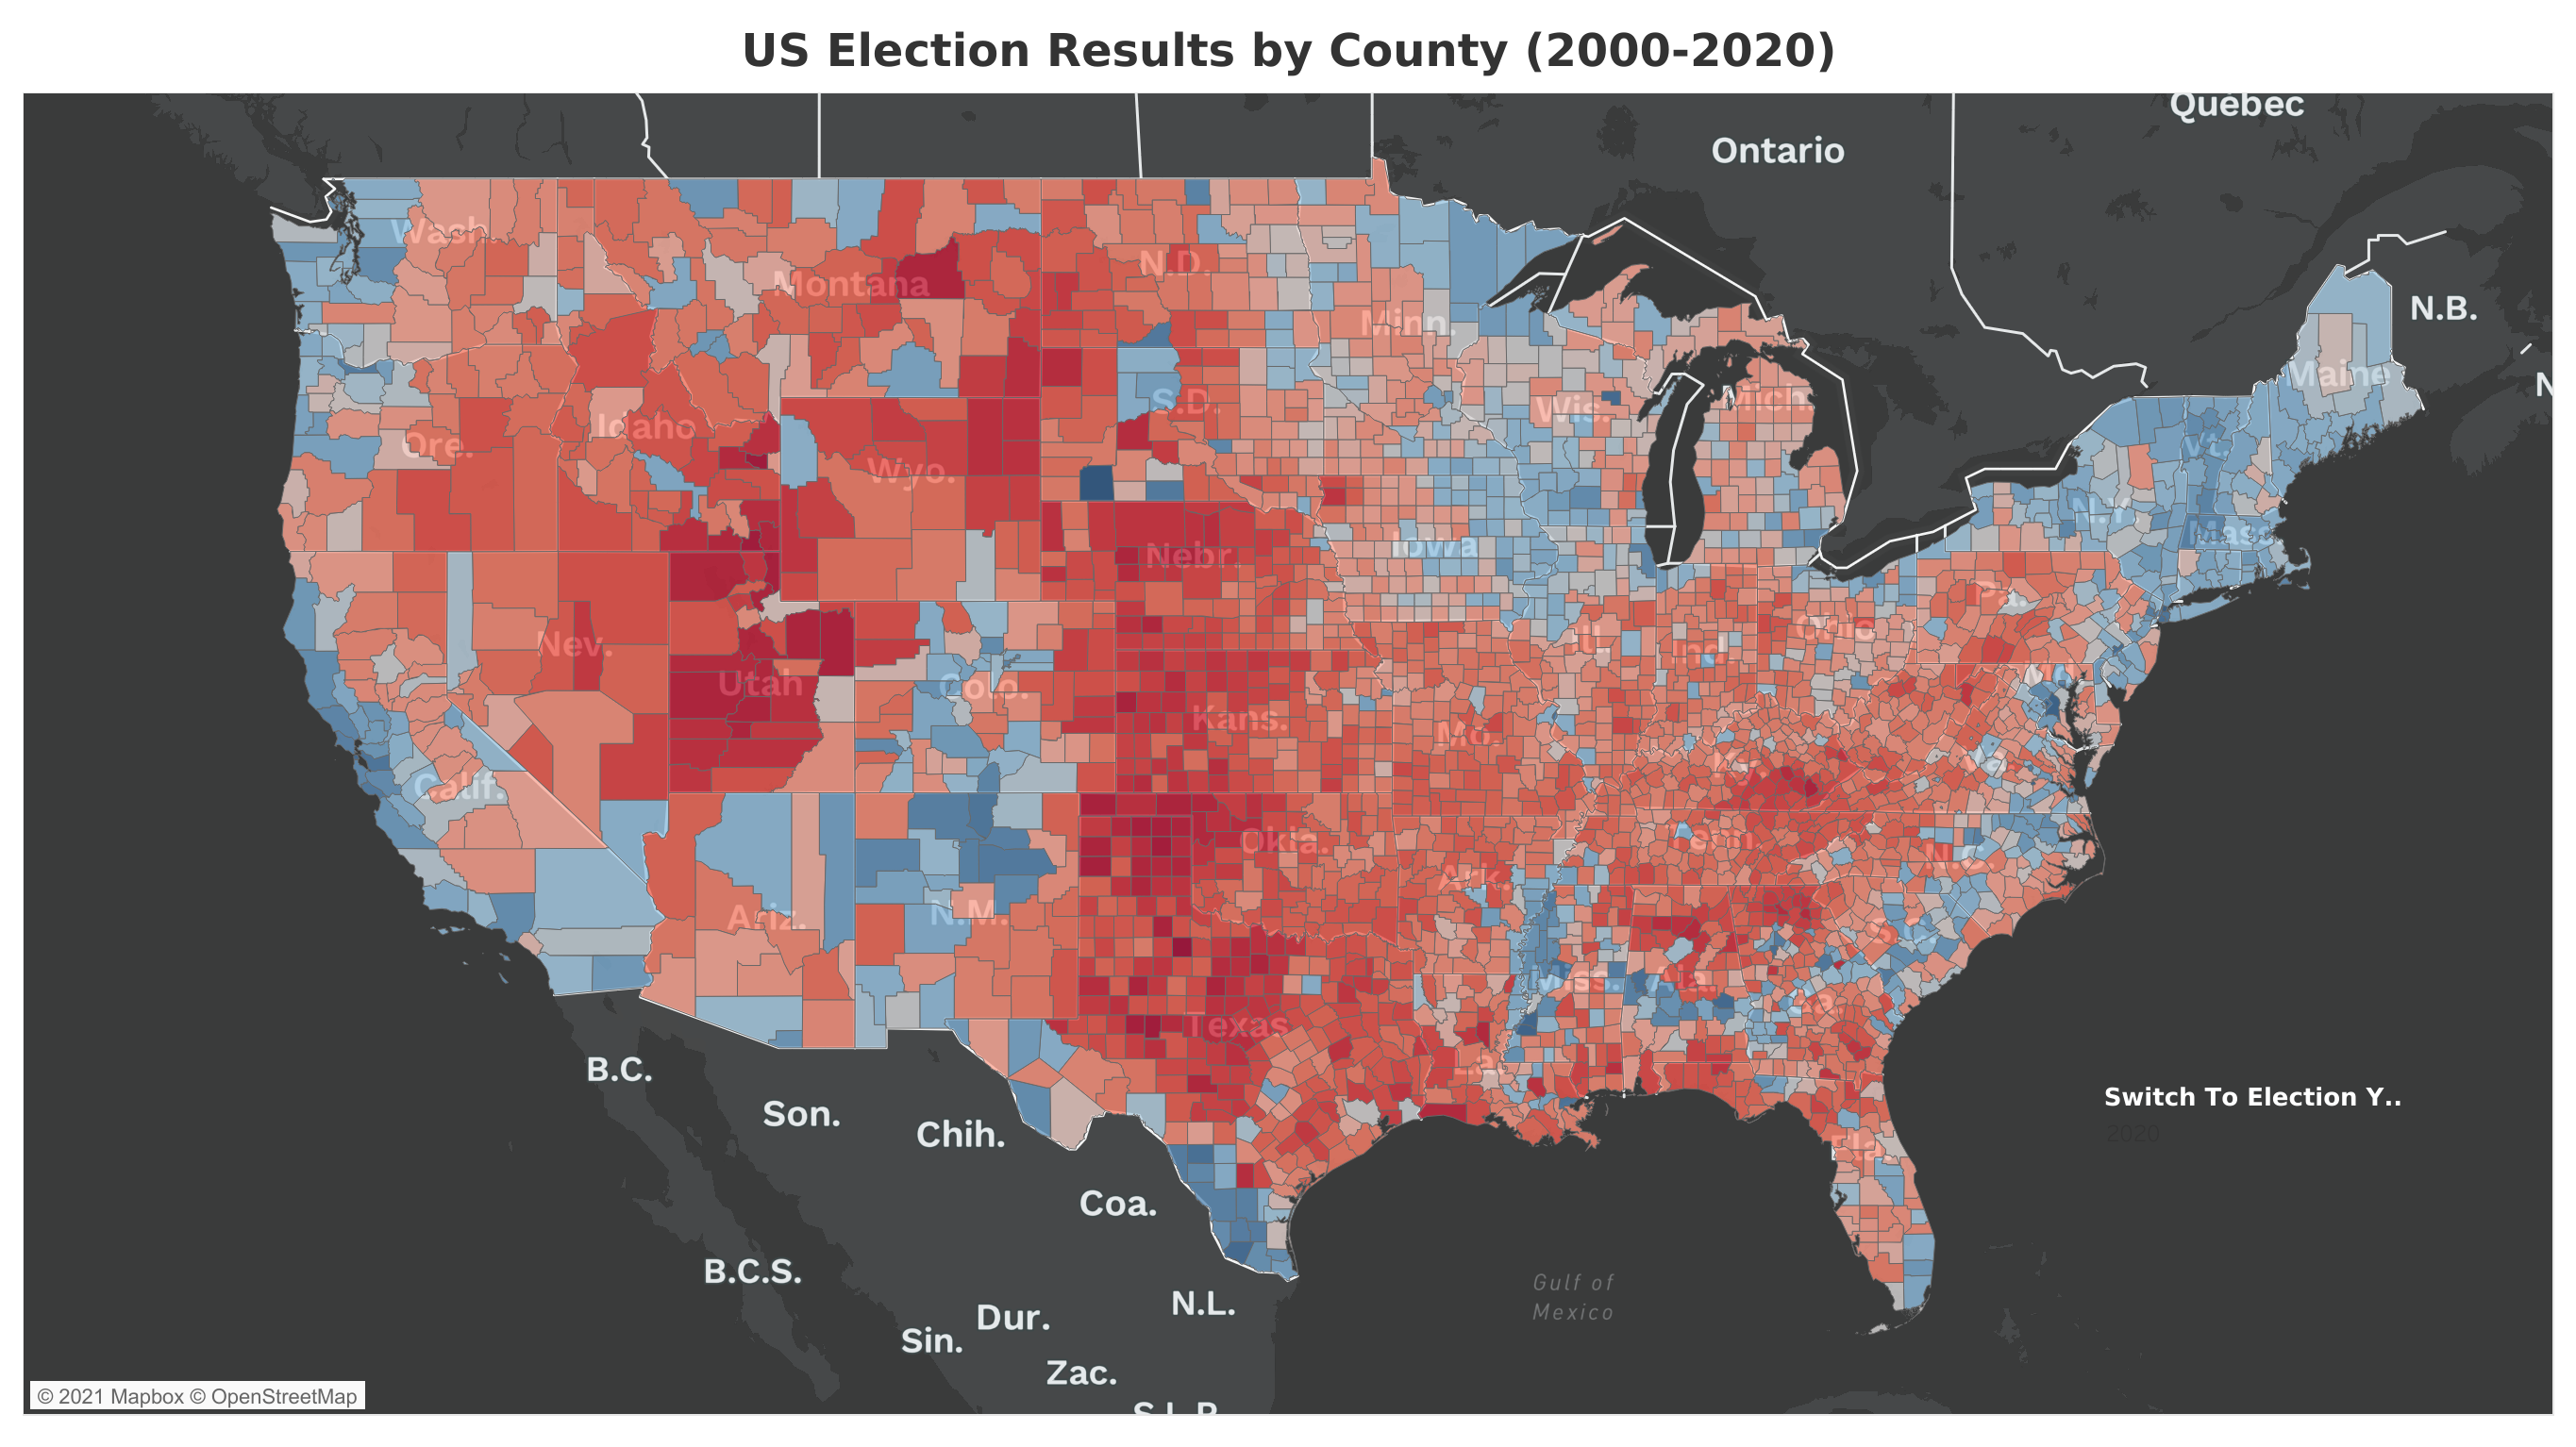 US Election Results by County (2000-2020)
Québec
Ontario
N.B.
N
Wash.
Montana
N.D.
Minn.
Maine
Ore.
Idaho
S.D.
Wis.
Mich.
Vt.
Wyo.
N.Y.
Mass.
Nebr.
Iowa
Nev.
Utah
Colo.
Ill.
Ind.
Ohio
Pa.
Md.
Kans.
Mo.
Ky.
Va.
Calif.
Okla.
Tenn.
Ark.
N.C.
Ariz.
N.M.
S.C.
Miss.
Ala.
Ga.
Texas
La.
B.C.
Son.
Chih.
Switch To Election Y..
2020
Fla.
Coa.
B.C.S.
Gulf of
Mexico
N.L.
Dur.
Sin.
Zac.
S.L.P.
© 2021 Mapbox © OpenStreetMap